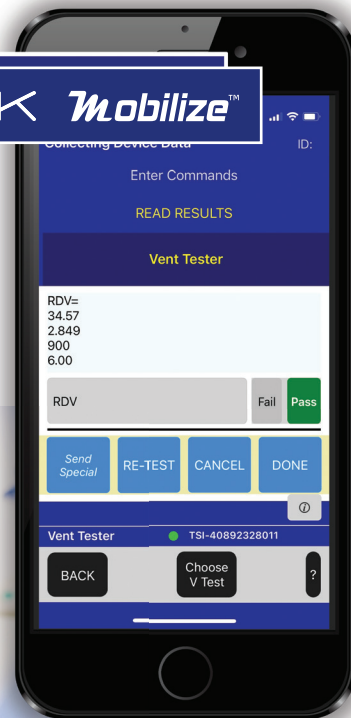 Mobilize™
Collecting Device Data ID:
Enter Commands
READ RESULTS
Vent Tester
RDV=
34.57
2.849
900
6.00
RDV Fail Pass
Send Special RE-TEST CANCEL DONE
i
Vent Tester TSI-40892328011
BACK Choose V Test ?